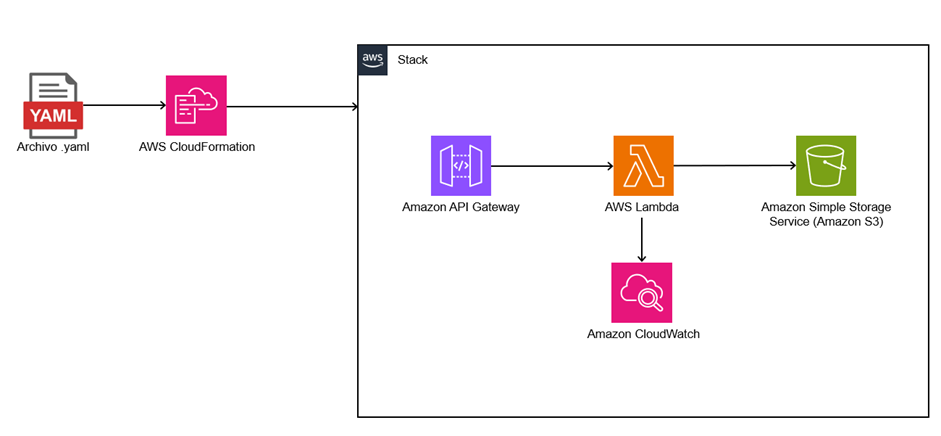 aws
Stack
YAML
Archivo .yaml
AWS CloudFormation
Amazon API Gateway
AWS Lambda
Amazon Simple Storage
Service (Amazon S3)
Amazon CloudWatch